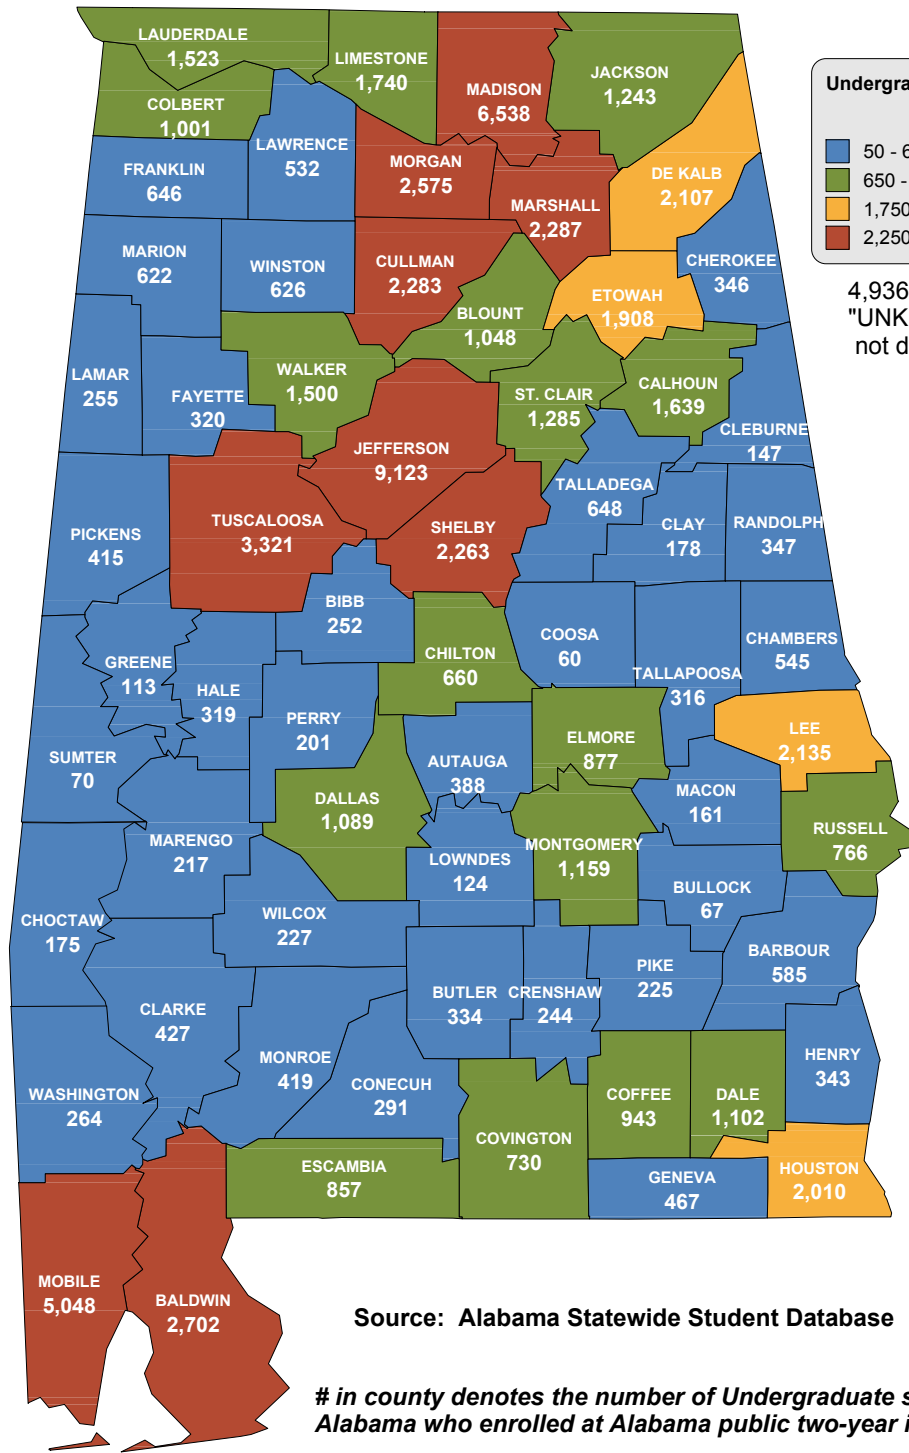 LAUDERDALE
1,523
LIMESTONE
1,740
MADISON
6,538
JACKSON
1,243
COLBERT
1,001
LAWRENCE
532
FRANKLIN
646
MORGAN
2,575
MARSHALL
2,287
DE KALB
2,107
Undergra
50 - 6
650 -
1,750
2,250
4,936
"UNK
not d
MARION
622
WINSTON
626
CULLMAN
2,283
BLOUNT
1,048
ETOWAH
1,908
CHEROKEE
346
LAMAR
255
FAYETTE
320
WALKER
1,500
ST. CLAIR
1,285
CALHOUN
1,639
CLEBURNE
147
JEFFERSON
9,123
TALLADEGA
648
PICKENS
415
TUSCALOOSA
3,321
SHELBY
2,263
CLAY
178
RANDOLPH
347
BIBB
252
COOSA
60
CHAMBERS
545
GREENE
113
HALE
319
CHILTON
660
TALLAPOOSA
316
PERRY
201
SUMTER
70
AUTAUGA
388
ELMORE
877
LEE
2,135
DALLAS
1,089
MACON
161
RUSSELL
766
MARENGO
217
LOWNDES
124
MONTGOMERY
1,159
BULLOCK
67
CHOCTAW
175
WILCOX
227
BARBOUR
585
CLARKE
427
BUTLER
334
CRENSHAW
244
PIKE
225
MONROE
419
CONECUH
291
HENRY
343
WASHINGTON
264
COFFEE
943
DALE
1,102
COVINGTON
730
ESCAMBIA
857
GENEVA
467
HOUSTON
2,010
MOBILE
5,048
BALDWIN
2,702
Source: Alabama Statewide Student Database
# in county denotes the number of Undergraduate s
Alabama who enrolled at Alabama public two-year i